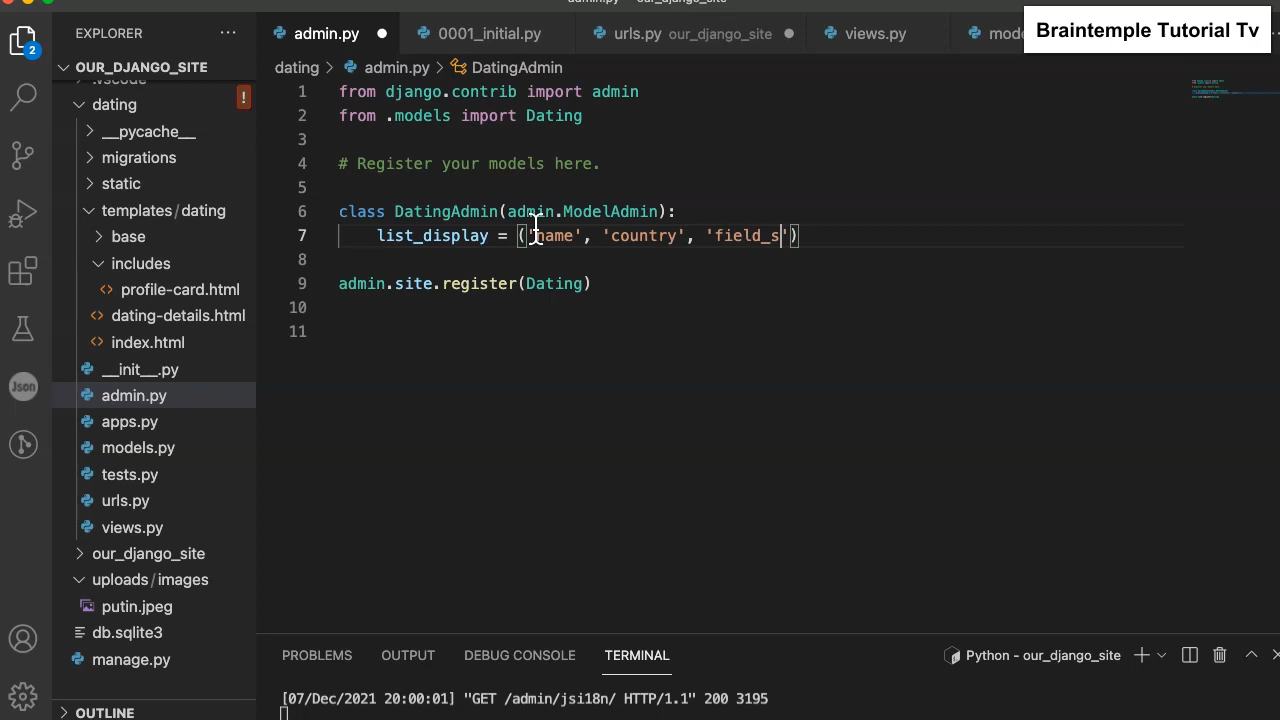 admin.py - our_django_site
Braintemple Tutorial Tv
2
EXPLORER
admin.py
0001_initial.py
urls.py our_django_site
views.py
OUR_DJANGO_SITE
.vscode
dating
!
__pycache__
migrations
static
templates/dating
base
includes
profile-card.html
dating-details.html
index.html
__init__.py
admin.py
apps.py
models.py
tests.py
urls.py
views.py
our_django_site
uploads/images
putin.jpeg
db.sqlite3
manage.py
OUTLINE
Json
dating > admin.py > DatingAdmin
1 from django.contrib import admin
2 from .models import Dating
3
4 # Register your models here.
5
6 class DatingAdmin(admin.ModelAdmin):
7 list_display = ('name', 'country', 'field_s')
8
9 admin.site.register(Dating)
10
11
PROBLEMS OUTPUT DEBUG CONSOLE TERMINAL
Python - our_django_site
[07/Dec/2021 20:00:01] "GET /admin/jsi18n/ HTTP/1.1" 200 3195